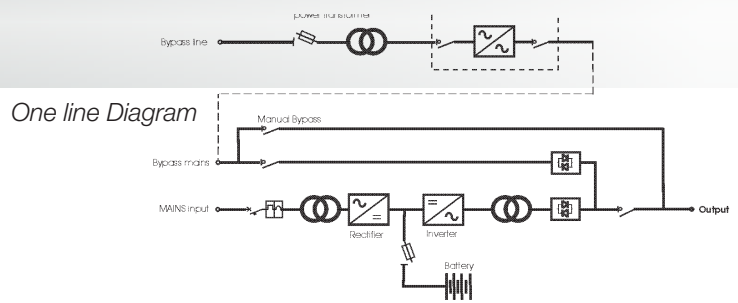 power transformer
Bypass line
One line Diagram
Manual Bypass
Bypass mains
MAINS input
Output
Rectifier
Inverter
Battery